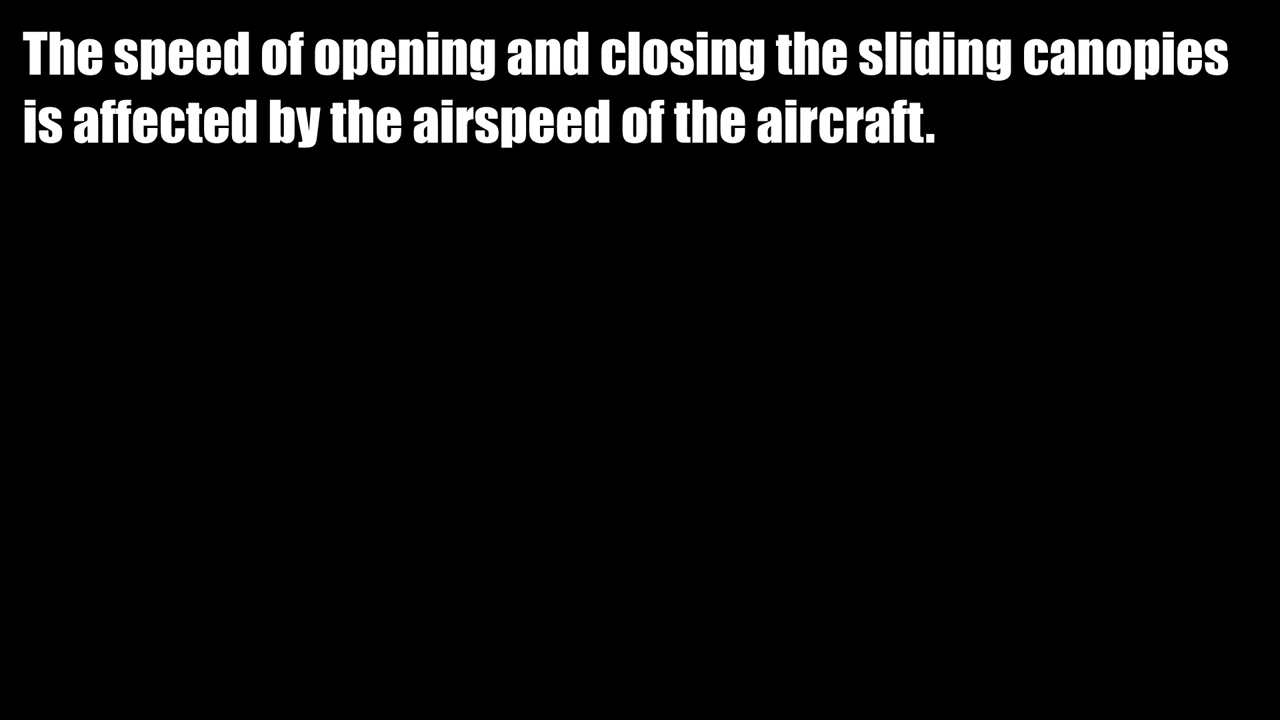 The speed of opening and closing the sliding canopies
is affected by the airspeed of the aircraft.